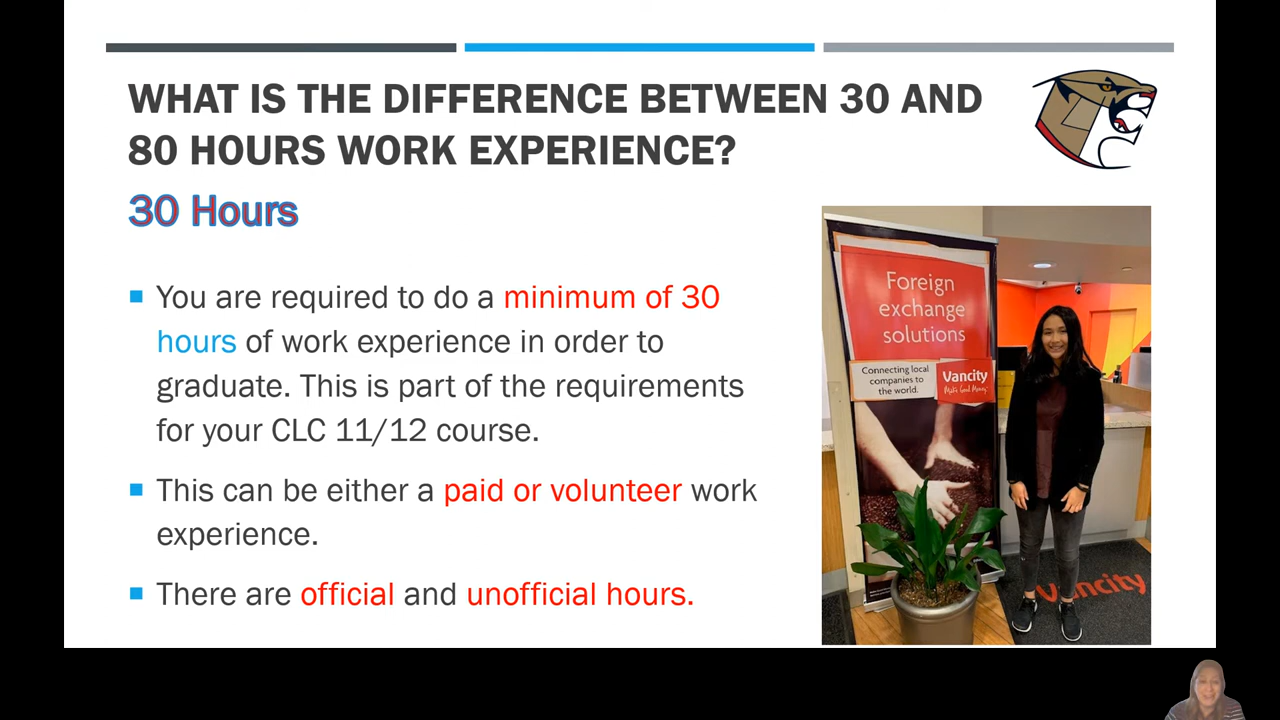 WHAT IS THE DIFFERENCE BETWEEN 30 AND
80 HOURS WORK EXPERIENCE?
30 Hours
You are required to do a minimum of 30
hours of work experience in order to
graduate. This is part of the requirements
for your CLC 11/12 course.
This can be either a paid or volunteer work
experience.
There are official and unofficial hours.
Foreign
exchange
solutions
Connecting local
companies to
the world.
Vancity
Make Good Money
Vancity